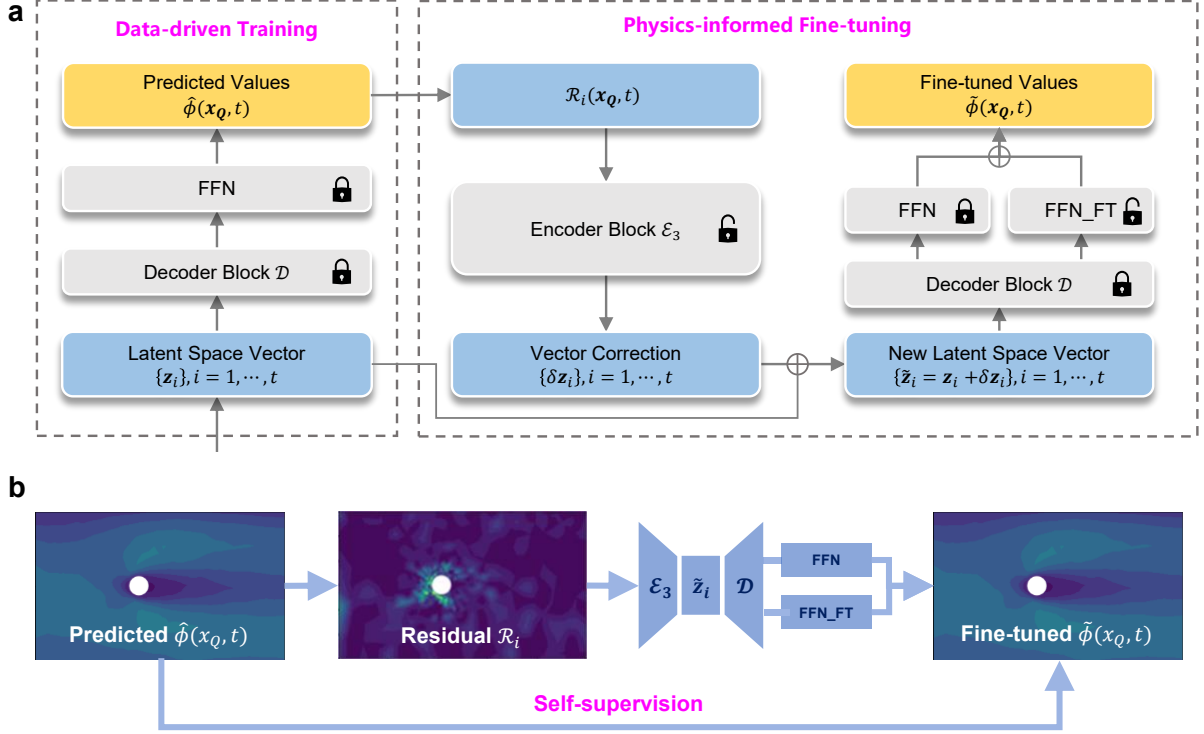 a
Data-driven Training
Predicted Values
ϕ̂(x_Q, t)
FFN
Decoder Block 𝒟
Latent Space Vector
{z_i}, i = 1, ⋯, t
Physics-informed Fine-tuning
ℛ_i(x_Q, t)
Encoder Block ℰ_3
Vector Correction
{δz_i}, i = 1, ⋯, t
Fine-tuned Values
ϕ̃(x_Q, t)
FFN
FFN_FT
Decoder Block 𝒟
New Latent Space Vector
{z̃_i = z_i + δz_i}, i = 1, ⋯, t
b
Predicted ϕ̂(x_Q, t)
Residual ℛ_i
ℰ_3
z̃_i
𝒟
FFN
FFN_FT
Fine-tuned ϕ̃(x_Q, t)
Self-supervision